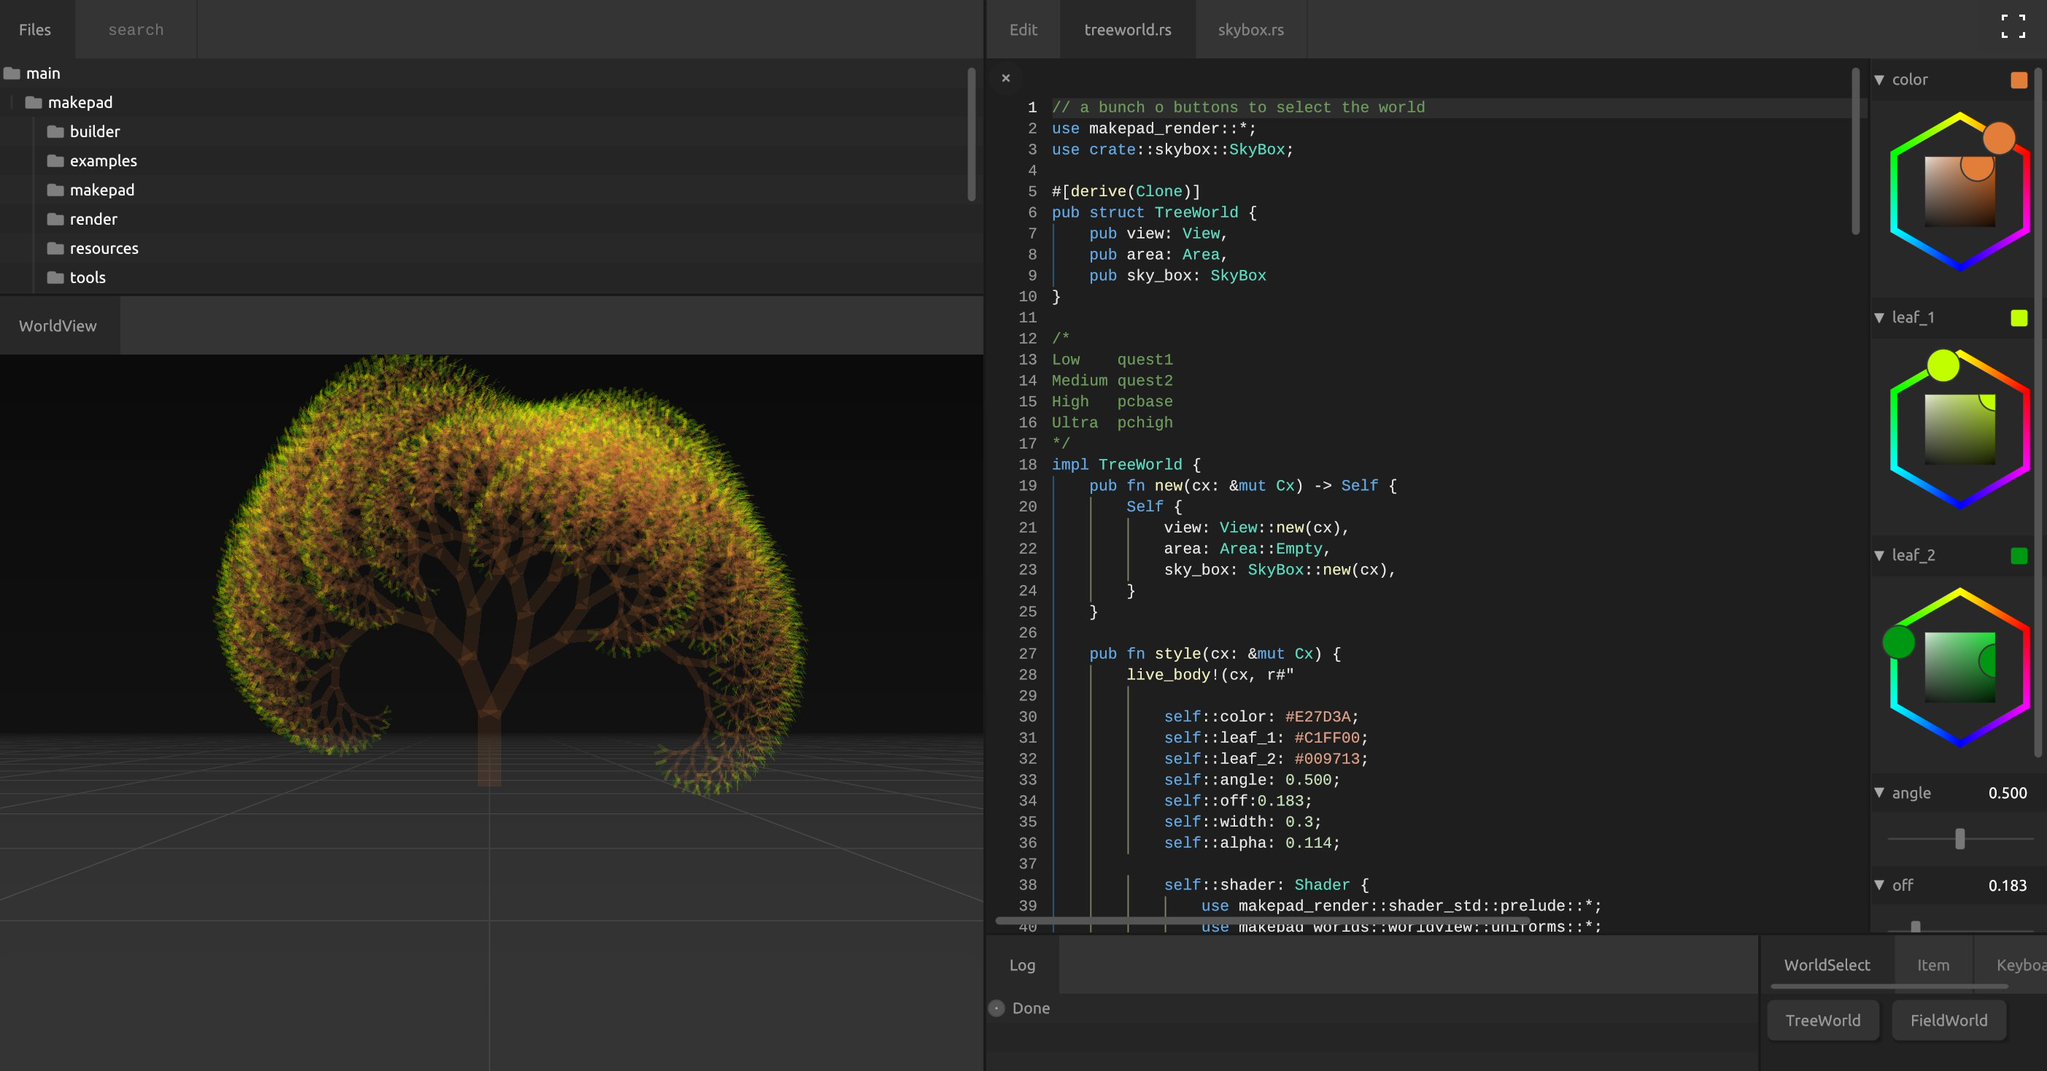 Files search
main
makepad
builder
examples
makepad
render
resources
tools
WorldView
Edit treeworld.rs skybox.rs
×
1 // a bunch o buttons to select the world
2 use makepad_render::*;
3 use crate::skybox::SkyBox;
4
5 #[derive(Clone)]
6 pub struct TreeWorld {
7 pub view: View,
8 pub area: Area,
9 pub sky_box: SkyBox
10 }
11
12 /*
13 Low quest1
14 Medium quest2
15 High pcbase
16 Ultra pchigh
17 */
18 impl TreeWorld {
19 pub fn new(cx: &mut Cx) -> Self {
20 Self {
21 view: View::new(cx),
22 area: Area::Empty,
23 sky_box: SkyBox::new(cx),
24 }
25 }
26
27 pub fn style(cx: &mut Cx) {
28 live_body!(cx, r#"
29
30 self::color: #E27D3A;
31 self::leaf_1: #C1FF00;
32 self::leaf_2: #009713;
33 self::angle: 0.500;
34 self::off:0.183;
35 self::width: 0.3;
36 self::alpha: 0.114;
37
38 self::shader: Shader {
39 use makepad_render::shader_std::prelude::*;
40 use makepad_worlds::worldview::uniforms::*;
color
leaf_1
leaf_2
angle 0.500
off 0.183
Log
Done
WorldSelect Item Keyboa
TreeWorld FieldWorld